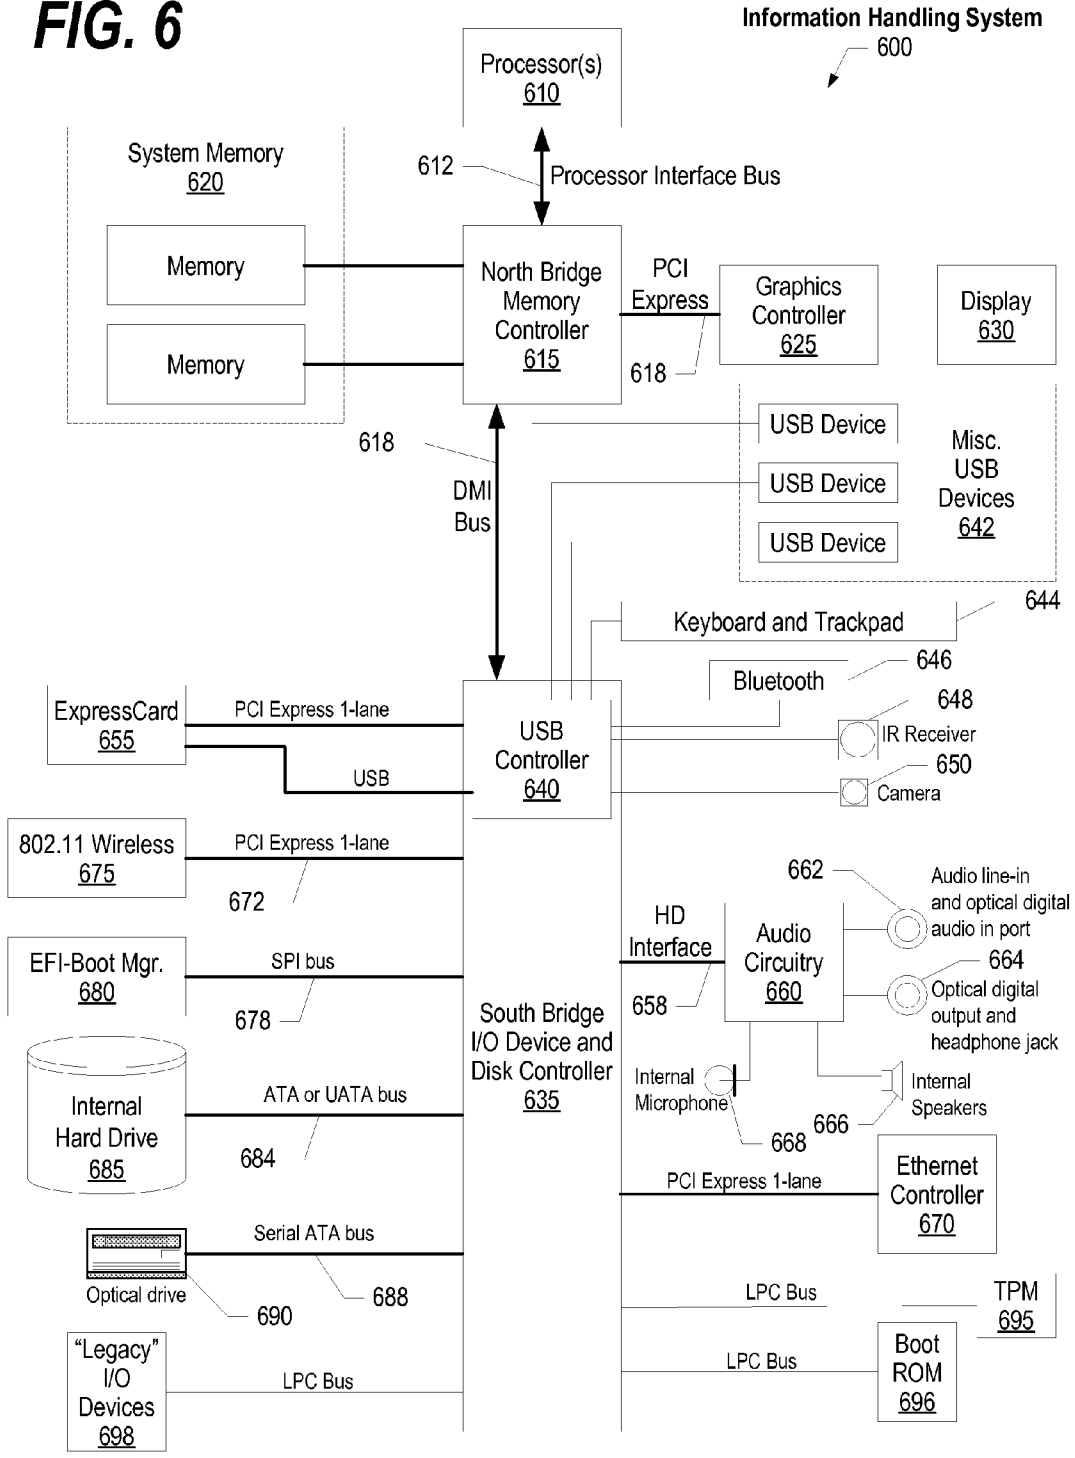 FIG. 6
Information Handling System
600
Processor(s)
610
612
Processor Interface Bus
System Memory
620
Memory
Memory
North Bridge
Memory
Controller
615
PCI
Express
618
Graphics
Controller
625
Display
630
618
DMI
Bus
USB Device
USB Device
USB Device
Misc.
USB
Devices
642
Keyboard and Trackpad
644
Bluetooth
646
648
IR Receiver
650
Camera
ExpressCard
655
PCI Express 1-lane
USB
USB
Controller
640
802.11 Wireless
675
PCI Express 1-lane
672
EFI-Boot Mgr.
680
SPI bus
678
HD
Interface
658
Audio
Circuitry
660
662
Audio line-in
and optical digital
audio in port
664
Optical digital
output and
headphone jack
Internal
Microphone
668
Internal
Speakers
666
South Bridge
I/O Device and
Disk Controller
635
Internal
Hard Drive
685
ATA or UATA bus
684
PCI Express 1-lane
Ethernet
Controller
670
Optical drive
690
Serial ATA bus
688
LPC Bus
TPM
695
LPC Bus
Boot
ROM
696
"Legacy"
I/O
Devices
698
LPC Bus